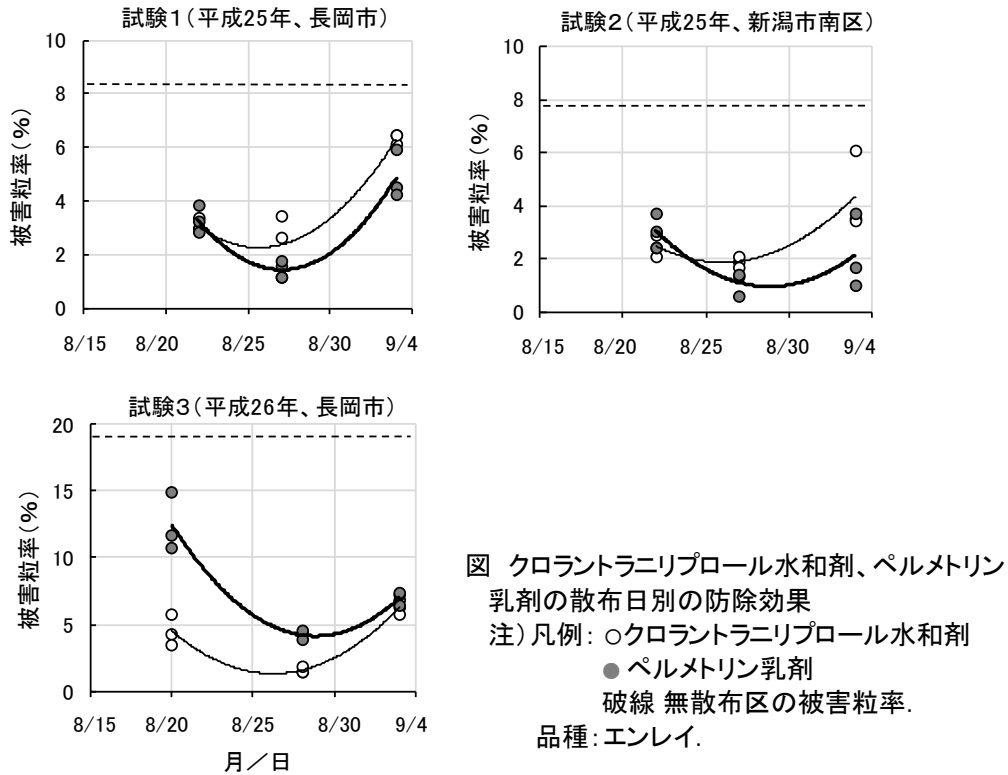 試験1（平成25年、長岡市）
被害粒率（%）
10
8
6
4
2
0
8/15 8/20 8/25 8/30 9/4
試験2（平成25年、新潟市南区）
被害粒率（%）
10
8
6
4
2
0
8/15 8/20 8/25 8/30 9/4
試験3（平成26年、長岡市）
被害粒率（%）
20
15
10
5
0
8/15 8/20 8/25 8/30 9/4
月／日
図 クロラントラニリプロール水和剤、ペルメトリン
乳剤の散布日別の防除効果
注）凡例：○クロラントラニリプロール水和剤
● ペルメトリン乳剤
破線 無散布区の被害粒率.
品種：エンレイ.